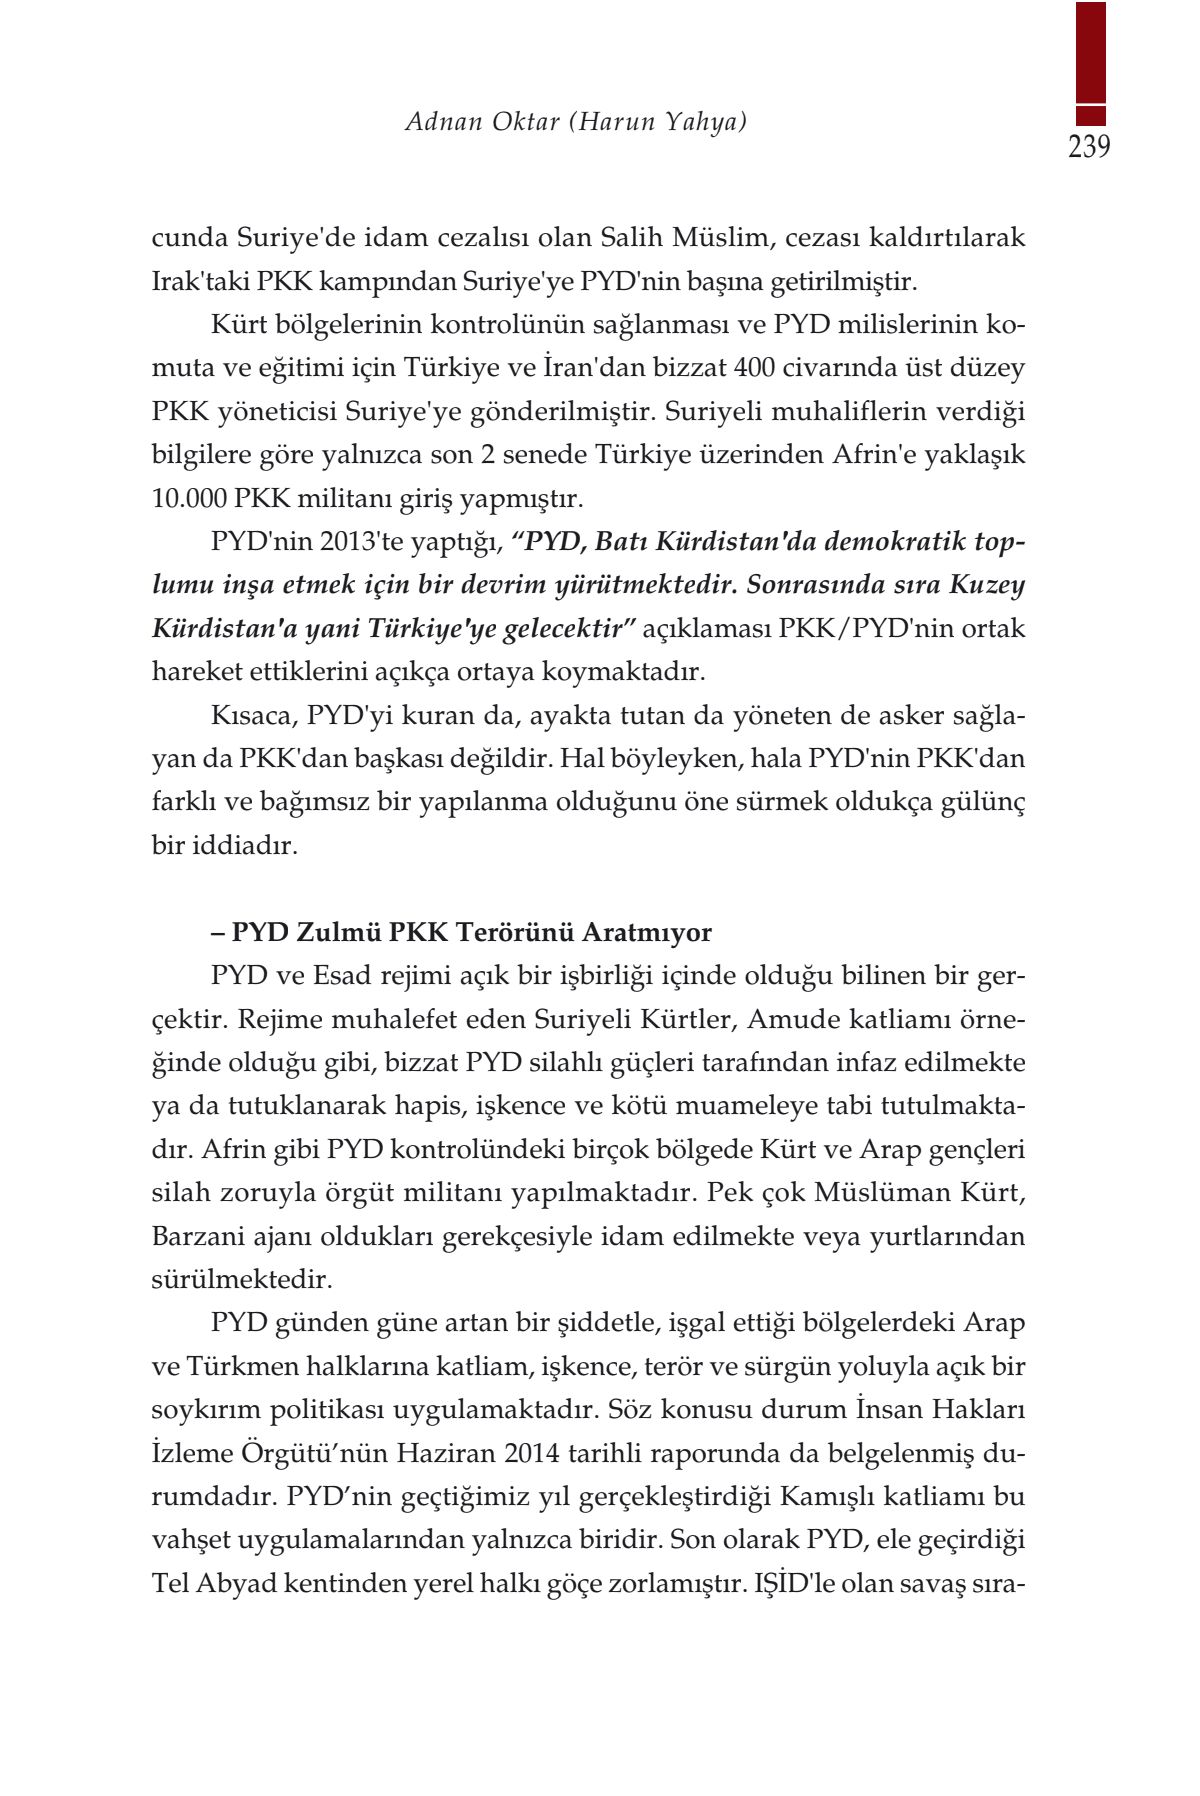 Adnan Oktar (Harun Yahya)
239
cunda Suriye'de idam cezalısı olan Salih Müslim, cezası kaldırtılarak
Irak'taki PKK kampından Suriye'ye PYD'nin başına getirilmiştir.
Kürt bölgelerinin kontrolünün sağlanması ve PYD milislerinin ko-
muta ve eğitimi için Türkiye ve İran'dan bizzat 400 civarında üst düzey
PKK yöneticisi Suriye'ye gönderilmiştir. Suriyeli muhaliflerin verdiği
bilgilere göre yalnızca son 2 senede Türkiye üzerinden Afrin'e yaklaşık
10.000 PKK militanı giriş yapmıştır.
PYD'nin 2013'te yaptığı, “PYD, Batı Kürdistan'da demokratik top-
lumu inşa etmek için bir devrim yürütmektedir. Sonrasında sıra Kuzey
Kürdistan'a yani Türkiye'ye gelecektir” açıklaması PKK/PYD'nin ortak
hareket ettiklerini açıkça ortaya koymaktadır.
Kısaca, PYD'yi kuran da, ayakta tutan da yöneten de asker sağla-
yan da PKK'dan başkası değildir. Hal böyleyken, hala PYD'nin PKK'dan
farklı ve bağımsız bir yapılanma olduğunu öne sürmek oldukça gülünç
bir iddiadır.
– PYD Zulmü PKK Terörünü Aratmıyor
PYD ve Esad rejimi açık bir işbirliği içinde olduğu bilinen bir ger-
çektir. Rejime muhalefet eden Suriyeli Kürtler, Amude katliamı örne-
ğinde olduğu gibi, bizzat PYD silahlı güçleri tarafından infaz edilmekte
ya da tutuklanarak hapis, işkence ve kötü muameleye tabi tutulmakta-
dır. Afrin gibi PYD kontrolündeki birçok bölgede Kürt ve Arap gençleri
silah zoruyla örgüt militanı yapılmaktadır. Pek çok Müslüman Kürt,
Barzani ajanı oldukları gerekçesiyle idam edilmekte veya yurtlarından
sürülmektedir.
PYD günden güne artan bir şiddetle, işgal ettiği bölgelerdeki Arap
ve Türkmen halklarına katliam, işkence, terör ve sürgün yoluyla açık bir
soykırım politikası uygulamaktadır. Söz konusu durum İnsan Hakları
İzleme Örgütü’nün Haziran 2014 tarihli raporunda da belgelenmiş du-
rumdadır. PYD’nin geçtiğimiz yıl gerçekleştirdiği Kamışlı katliamı bu
vahşet uygulamalarından yalnızca biridir. Son olarak PYD, ele geçirdiği
Tel Abyad kentinden yerel halkı göçe zorlamıştır. IŞİD'le olan savaş sıra-